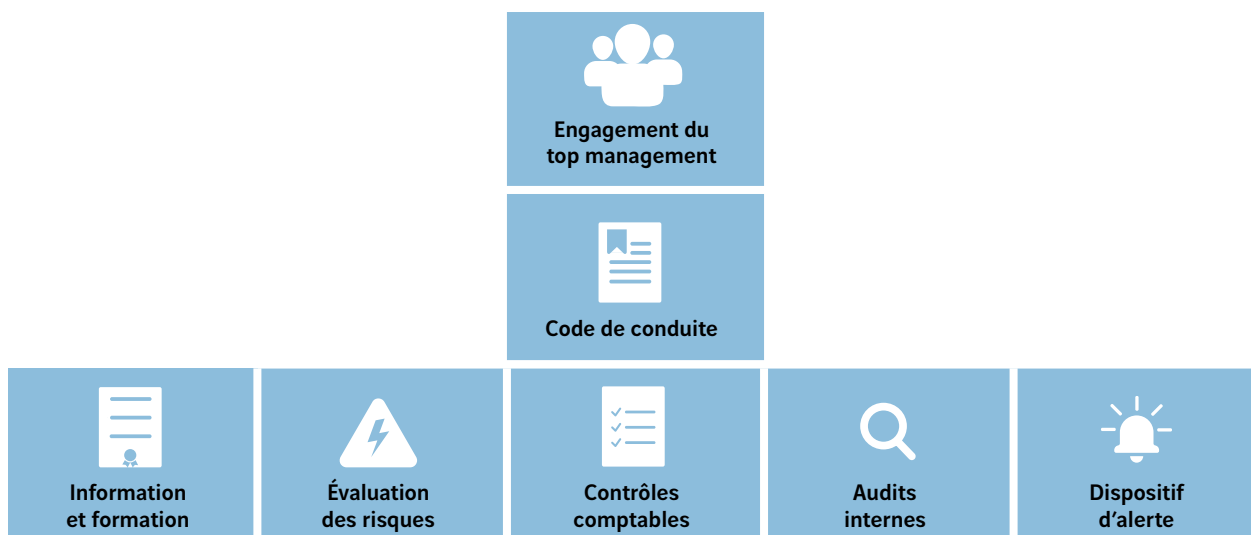 Engagement du
top management
Code de conduite
Information
et formation
Évaluation
des risques
Contrôles
comptables
Audits
internes
Dispositif
d’alerte